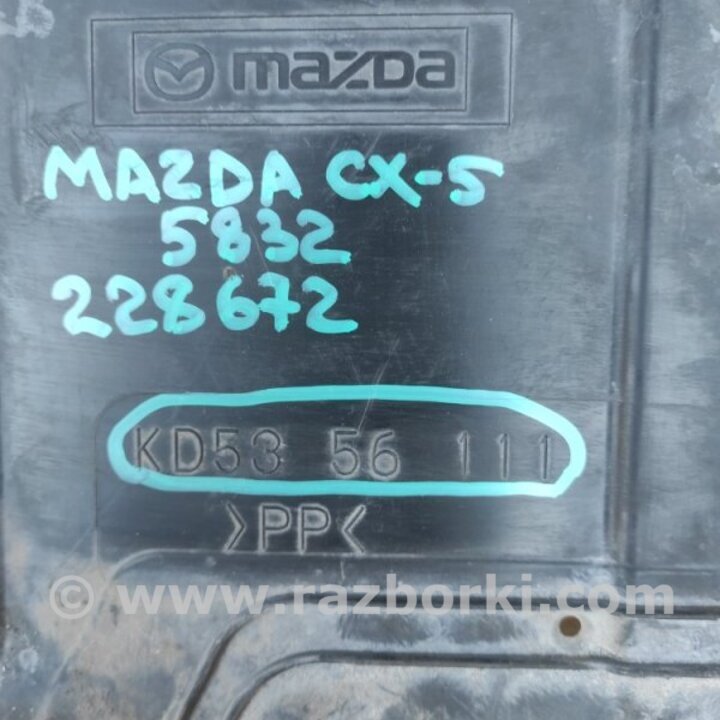 mazda
MAZDA CX-5
5832
228672
KD53 56 111
>PP<
© www.razborki.com